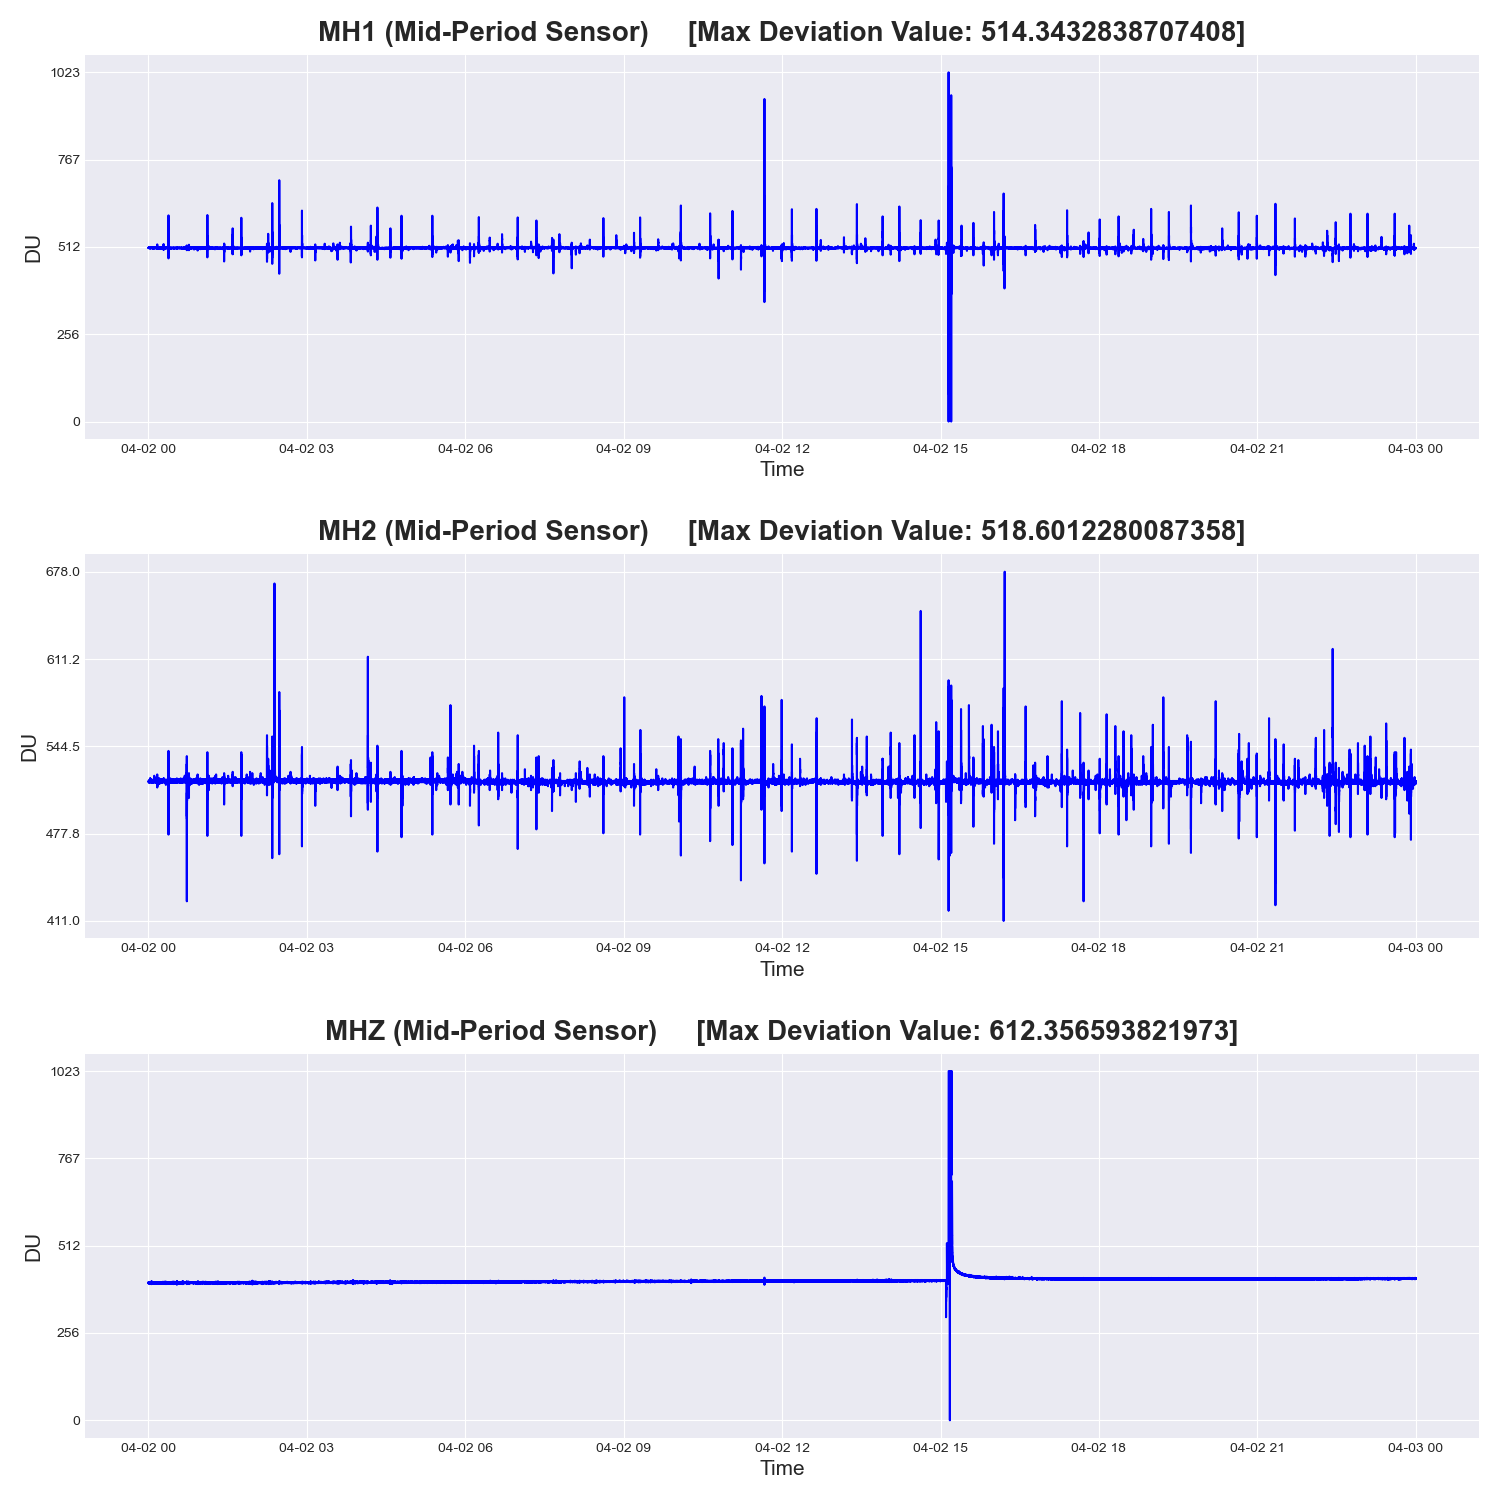 MH1 (Mid-Period Sensor) [Max Deviation Value: 514.3432838707408]
1023
767
512
256
0
DU
04-02 00 04-02 03 04-02 06 04-02 09 04-02 12 04-02 15 04-02 18 04-02 21 04-03 00
Time
MH2 (Mid-Period Sensor) [Max Deviation Value: 518.6012280087358]
678.0
611.2
544.5
477.8
411.0
DU
04-02 00 04-02 03 04-02 06 04-02 09 04-02 12 04-02 15 04-02 18 04-02 21 04-03 00
Time
MHZ (Mid-Period Sensor) [Max Deviation Value: 612.356593821973]
1023
767
512
256
0
DU
04-02 00 04-02 03 04-02 06 04-02 09 04-02 12 04-02 15 04-02 18 04-02 21 04-03 00
Time